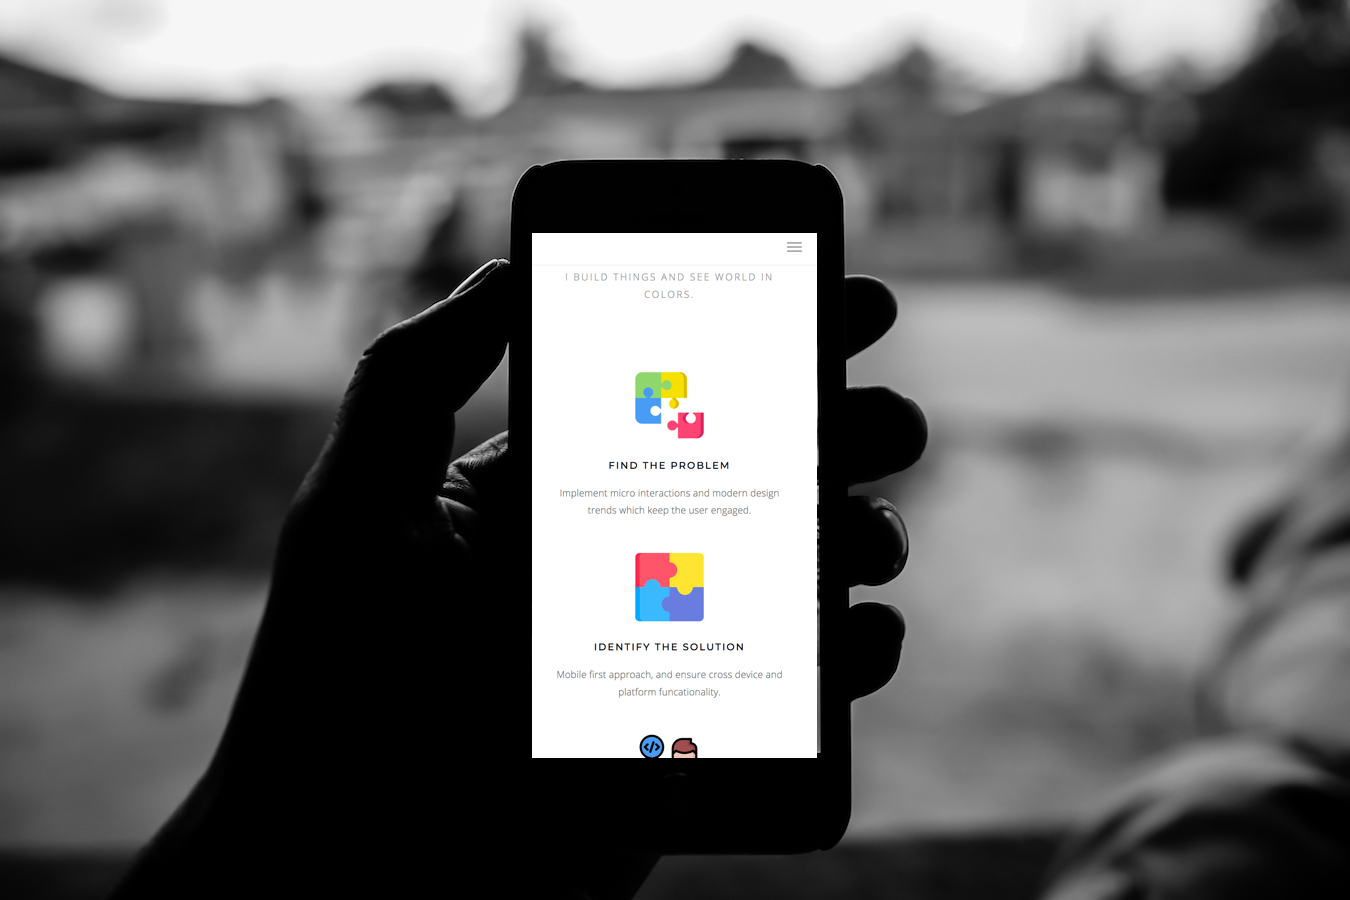 I BUILD THINGS AND SEE WORLD IN
COLORS.
FIND THE PROBLEM
Implement micro interactions and modern design
trends which keep the user engaged.
IDENTIFY THE SOLUTION
Mobile first approach, and ensure cross device and
platform funcationality.